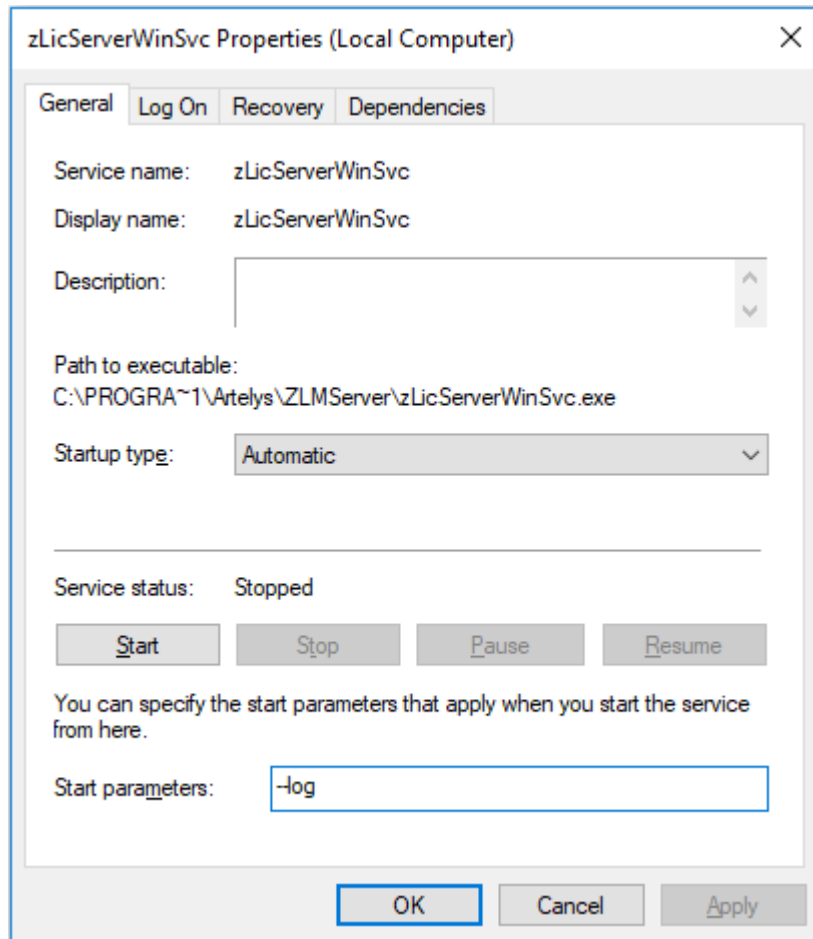 zLicServerWinSvc Properties (Local Computer)
General Log On Recovery Dependencies
Service name: zLicServerWinSvc
Display name: zLicServerWinSvc
Description:
Path to executable:
C:\PROGRA~1\Artelys\ZLMServer\zLicServerWinSvc.exe
Startup type: Automatic
Service status: Stopped
Start Stop Pause Resume
You can specify the start parameters that apply when you start the service
from here.
Start parameters: --log
OK Cancel Apply